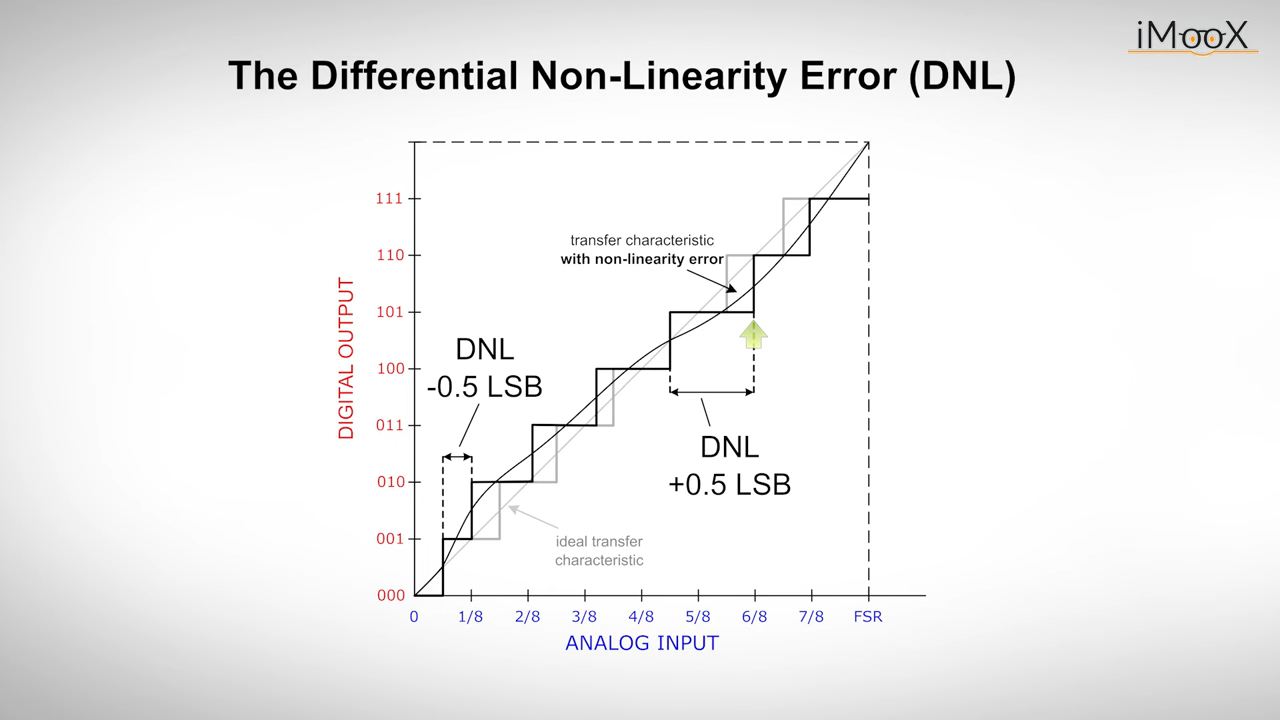 iMooX
The Differential Non-Linearity Error (DNL)
DIGITAL OUTPUT
111
110
101
100
011
010
001
000
transfer characteristic
with non-linearity error
DNL
-0.5 LSB
DNL
+0.5 LSB
ideal transfer
characteristic
0 1/8 2/8 3/8 4/8 5/8 6/8 7/8 FSR
ANALOG INPUT